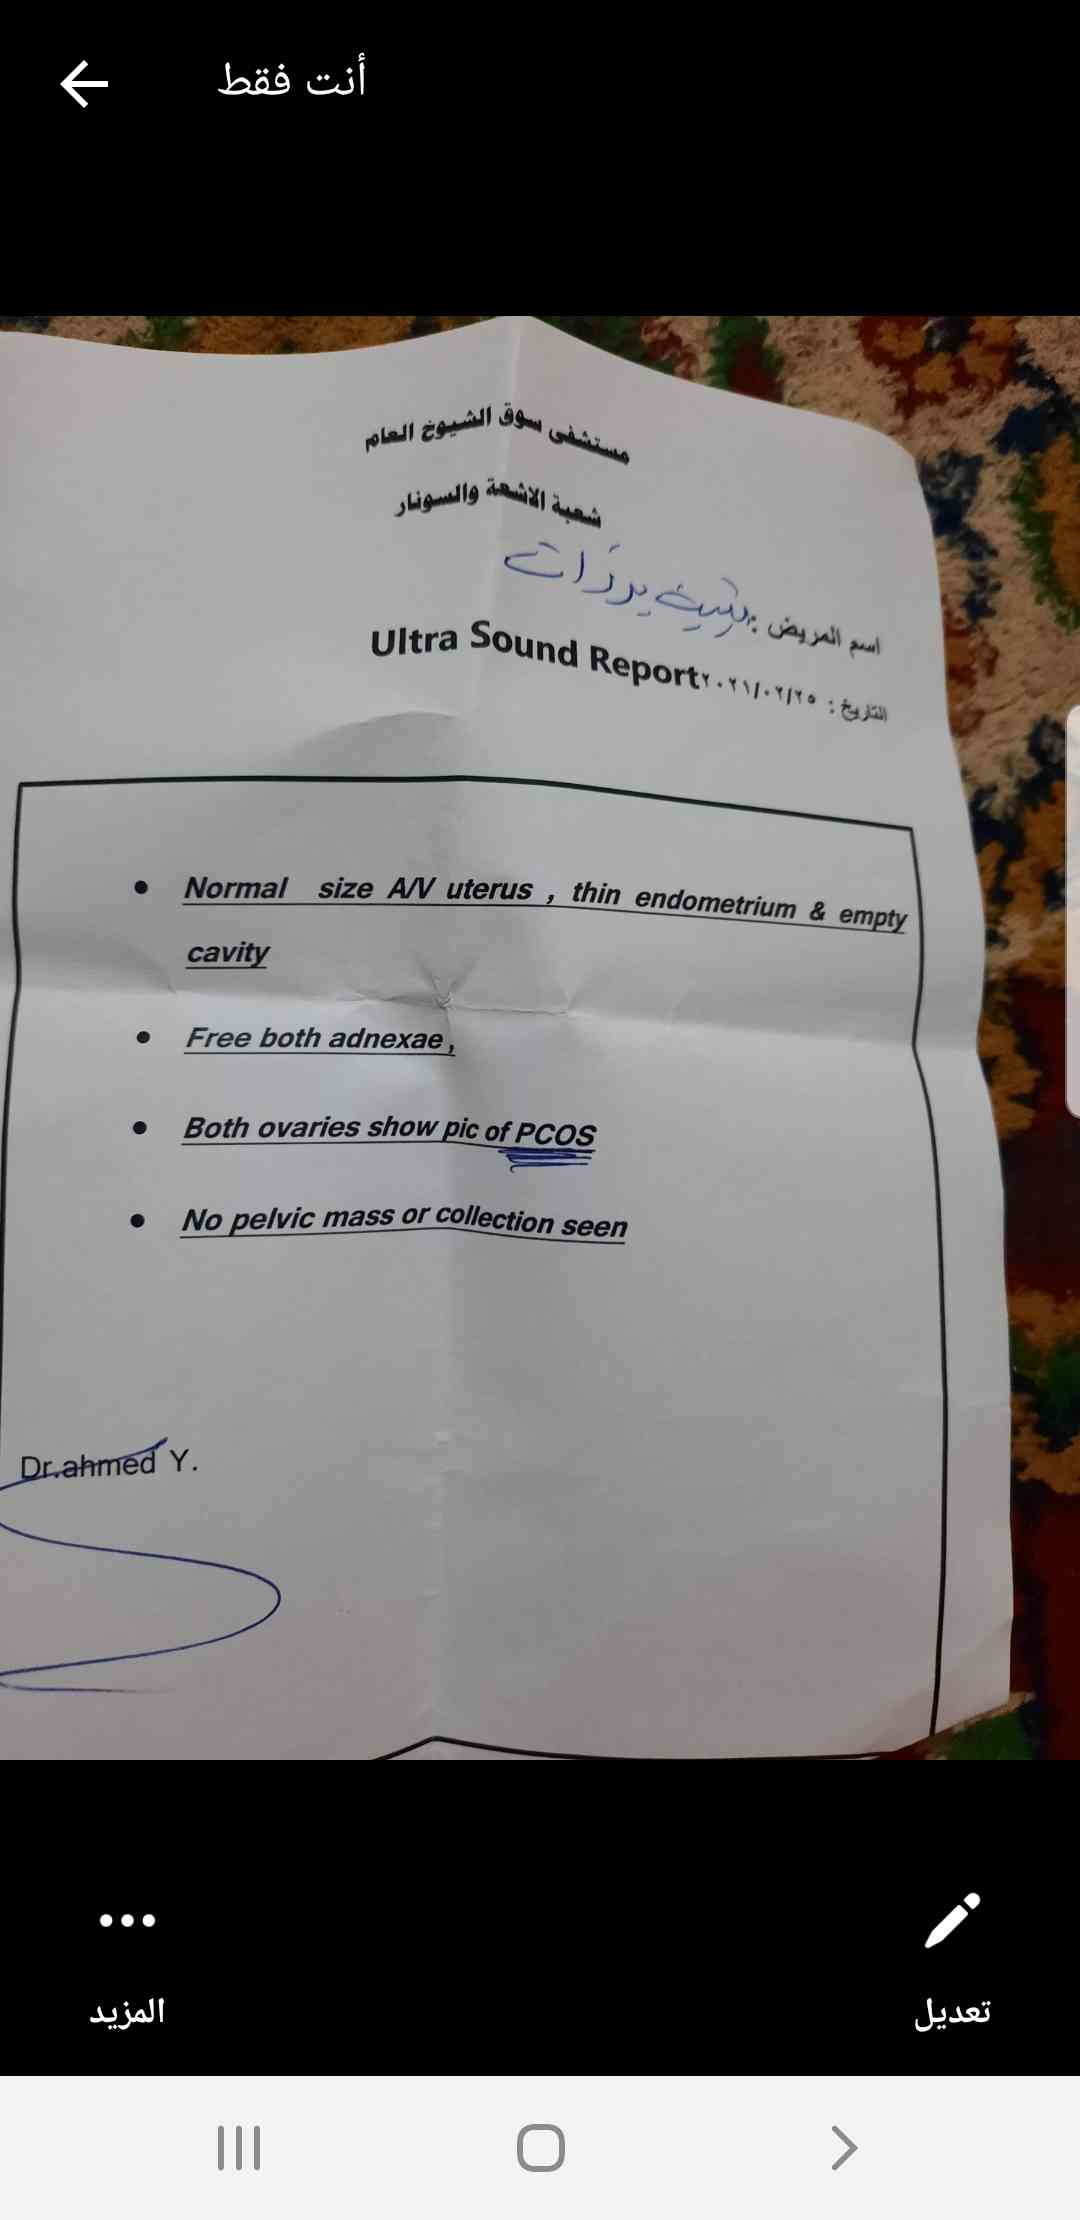 أنت فقط
مستشفى سوق الشيوخ العام
شعبة الاشعة والسونار
اسم المريض :
Ultra Sound Report
التاريخ : ٢٠٢١/٠٢/٢٥
• Normal size A/V uterus , thin endometrium & empty
cavity
• Free both adnexae,
• Both ovaries show pic of PCOS
• No pelvic mass or collection seen
Dr.ahmed Y.
تعديل
المزيد